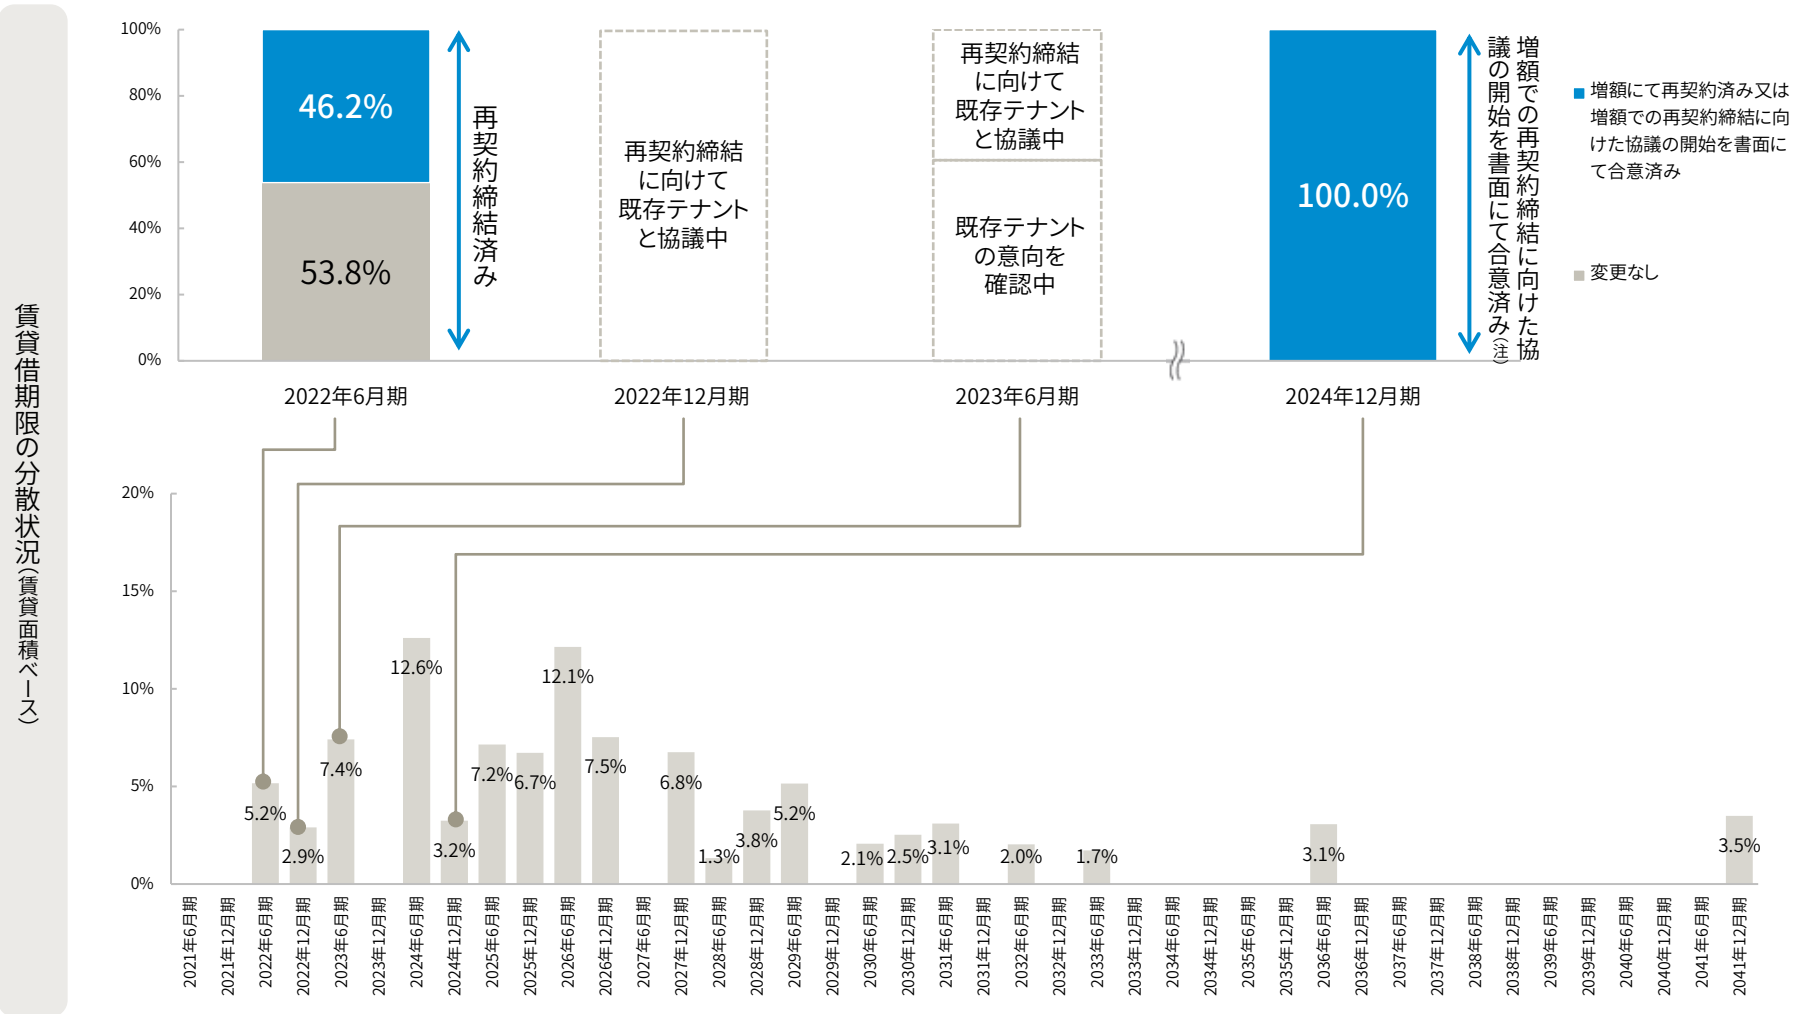 賃貸借期限の分散状況(賃貸面積ベース)
100%
80%
60%
40%
20%
0%
46.2%
53.8%
再契約締結済み
再契約締結
に向けて
既存テナント
と協議中
再契約締結
に向けて
既存テナント
と協議中
既存テナント
の意向を
確認中
100.0%
増額での再契約締結に向けた協
議の開始を書面にて合意済み(注)
増額にて再契約済み又は
増額での再契約締結に向
けた協議の開始を書面に
て合意済み
変更なし
2022年6月期
2022年12月期
2023年6月期
2024年12月期
20%
15%
10%
5%
0%
5.2%
2.9%
7.4%
12.6%
3.2%
7.2%
6.7%
12.1%
7.5%
6.8%
1.3%
3.8%
5.2%
2.1%
2.5%
3.1%
2.0%
1.7%
3.1%
3.5%
2021年6月期
2021年12月期
2022年6月期
2022年12月期
2023年6月期
2023年12月期
2024年6月期
2024年12月期
2025年6月期
2025年12月期
2026年6月期
2026年12月期
2027年6月期
2027年12月期
2028年6月期
2028年12月期
2029年6月期
2029年12月期
2030年6月期
2030年12月期
2031年6月期
2031年12月期
2032年6月期
2032年12月期
2033年6月期
2033年12月期
2034年6月期
2034年12月期
2035年6月期
2035年12月期
2036年6月期
2036年12月期
2037年6月期
2037年12月期
2038年6月期
2038年12月期
2039年6月期
2039年12月期
2040年6月期
2040年12月期
2041年6月期
2041年12月期